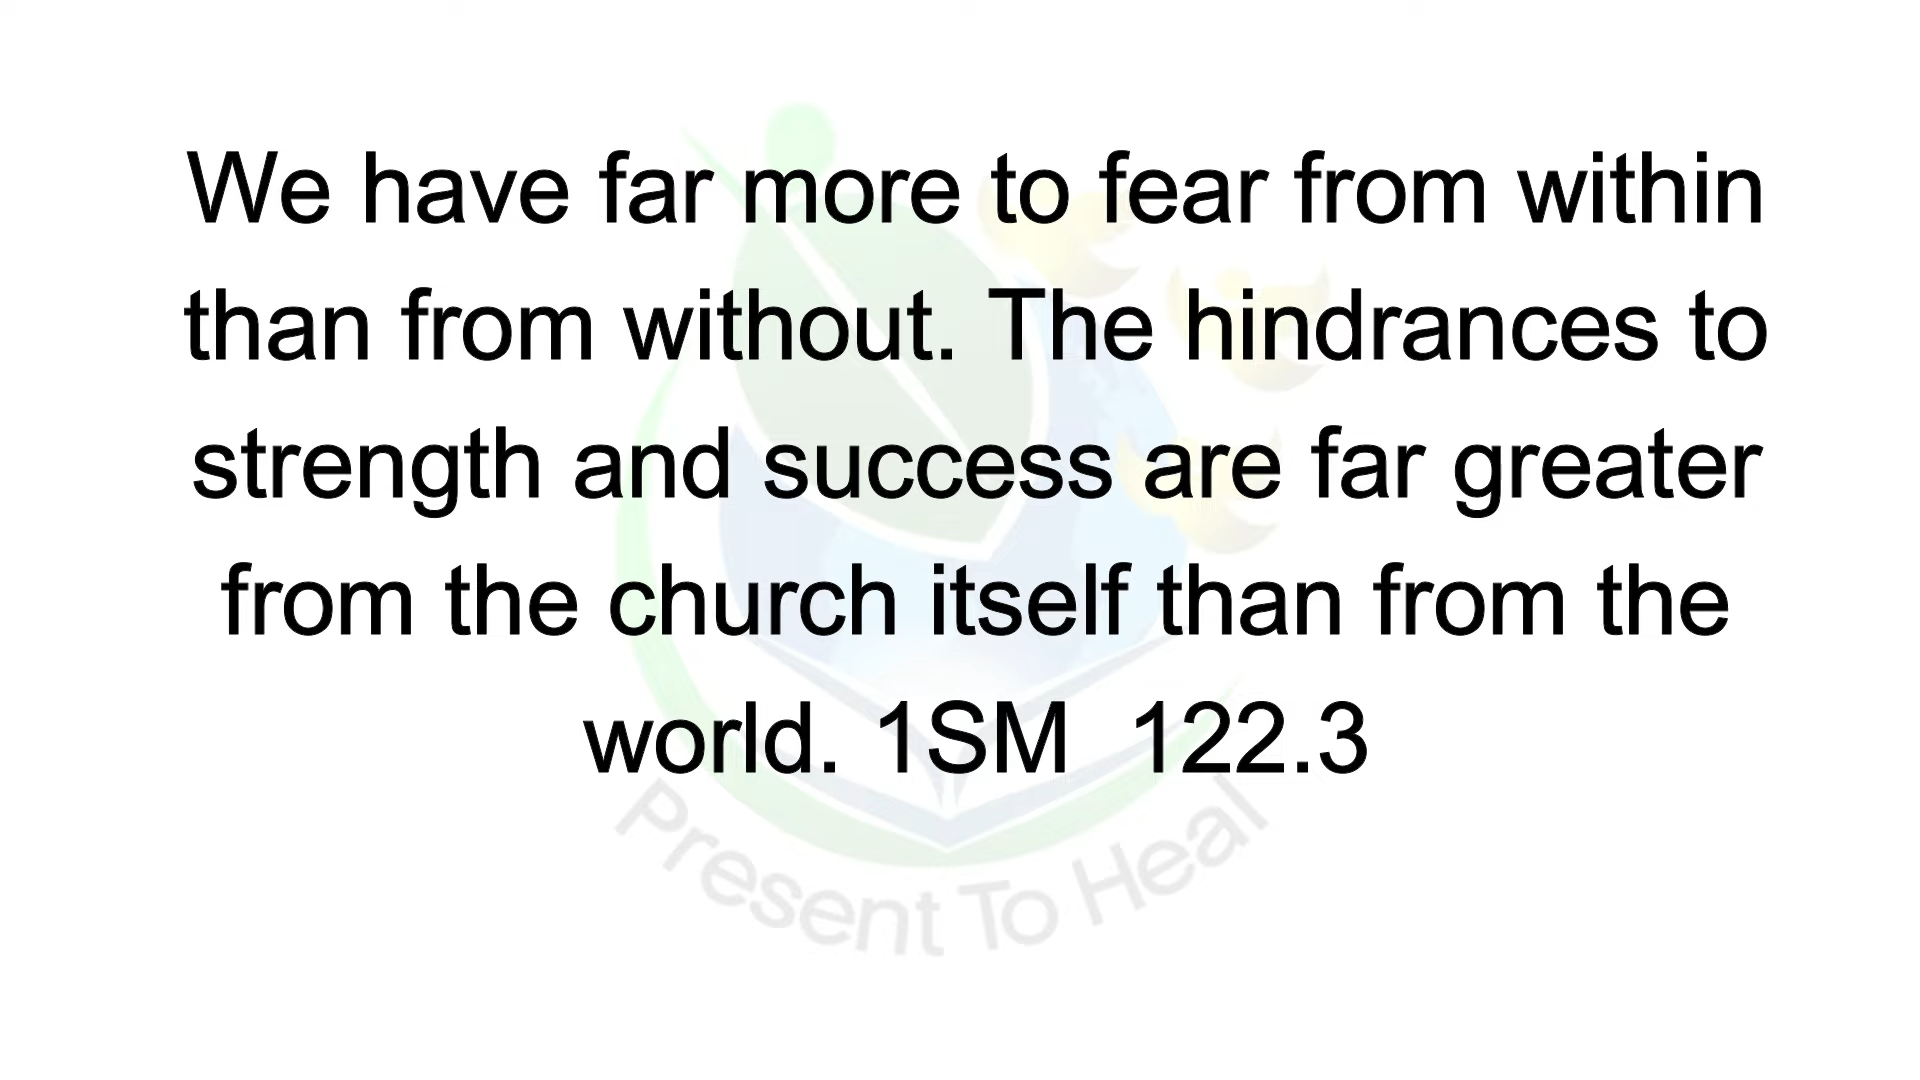 We have far more to fear from within
than from without. The hindrances to
strength and success are far greater
from the church itself than from the
world. 1SM  122.3
Present To Heal